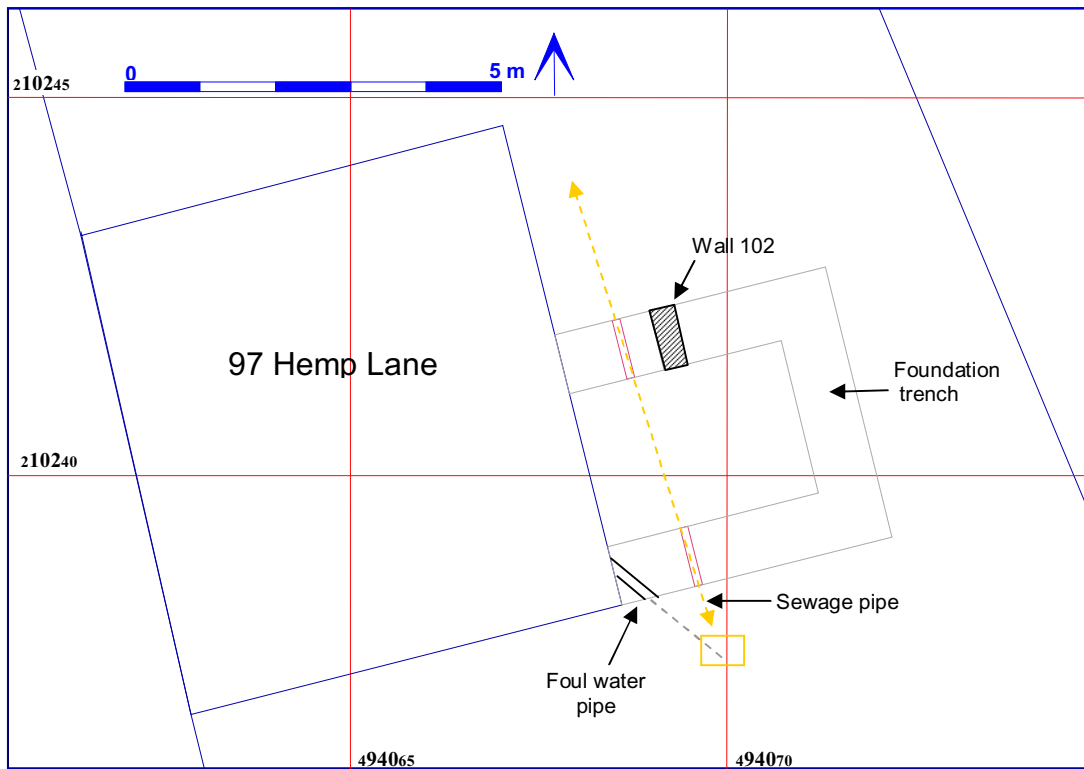 0 5 m
210245
Wall 102
97 Hemp Lane
Foundation
trench
210240
Sewage pipe
Foul water
pipe
494065
494070